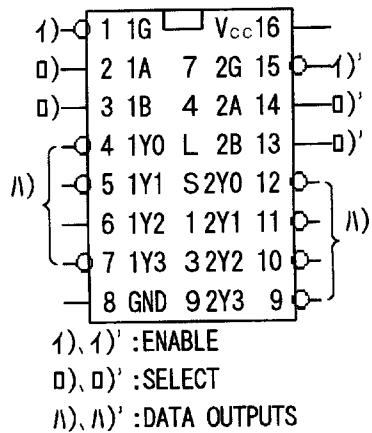 イ) 1 1G Vcc 16
ロ) 2 1A 7 2G 15 イ)'
ロ) 3 1B 4 2A 14 ロ)'
4 1Y0 L 2B 13 ロ)'
ハ) 5 1Y1 S 2Y0 12
6 1Y2 1 2Y1 11 ハ)
7 1Y3 3 2Y2 10
8 GND 9 2Y3 9
イ)、イ)' :ENABLE
ロ)、ロ)' :SELECT
ハ)、ハ)' :DATA OUTPUTS